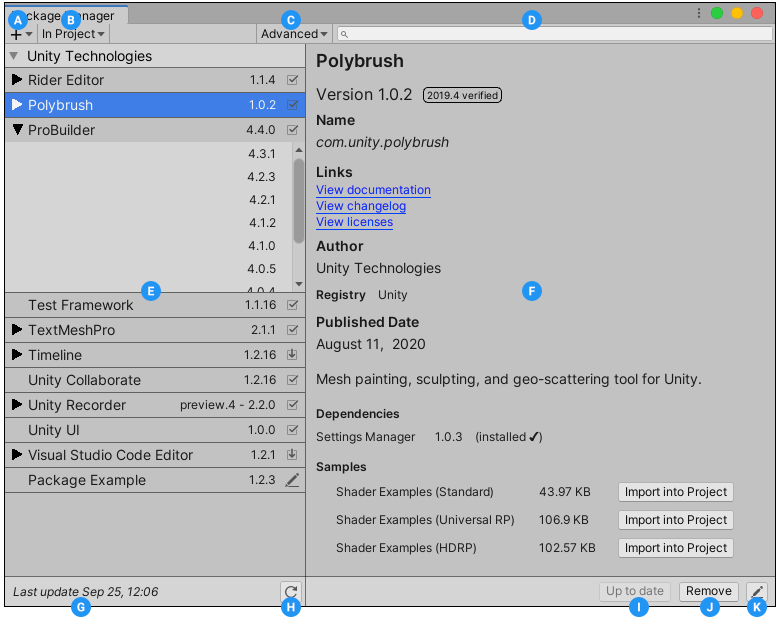 Package Manager
A B C D
+ In Project Advanced
Unity Technologies
Rider Editor 1.1.4
Polybrush 1.0.2
ProBuilder 4.4.0
4.3.1
4.2.3
4.2.1
4.1.2
4.1.0
4.0.5
4.0.4
E
Test Framework 1.1.16
TextMeshPro 2.1.1
Timeline 1.2.16
Unity Collaborate 1.2.16
Unity Recorder preview.4 - 2.2.0
Unity UI 1.0.0
Visual Studio Code Editor 1.2.1
Package Example 1.2.3
Last update Sep 25, 12:06
G H
Polybrush
Version 1.0.2 2019.4 verified
Name
com.unity.polybrush
Links
View documentation
View changelog
View licenses
Author
Unity Technologies
F
Registry Unity
Published Date
August 11, 2020
Mesh painting, sculpting, and geo-scattering tool for Unity.
Dependencies
Settings Manager 1.0.3 (installed ✔)
Samples
Shader Examples (Standard) 43.97 KB Import into Project
Shader Examples (Universal RP) 106.9 KB Import into Project
Shader Examples (HDRP) 102.57 KB Import into Project
Up to date Remove
I J K